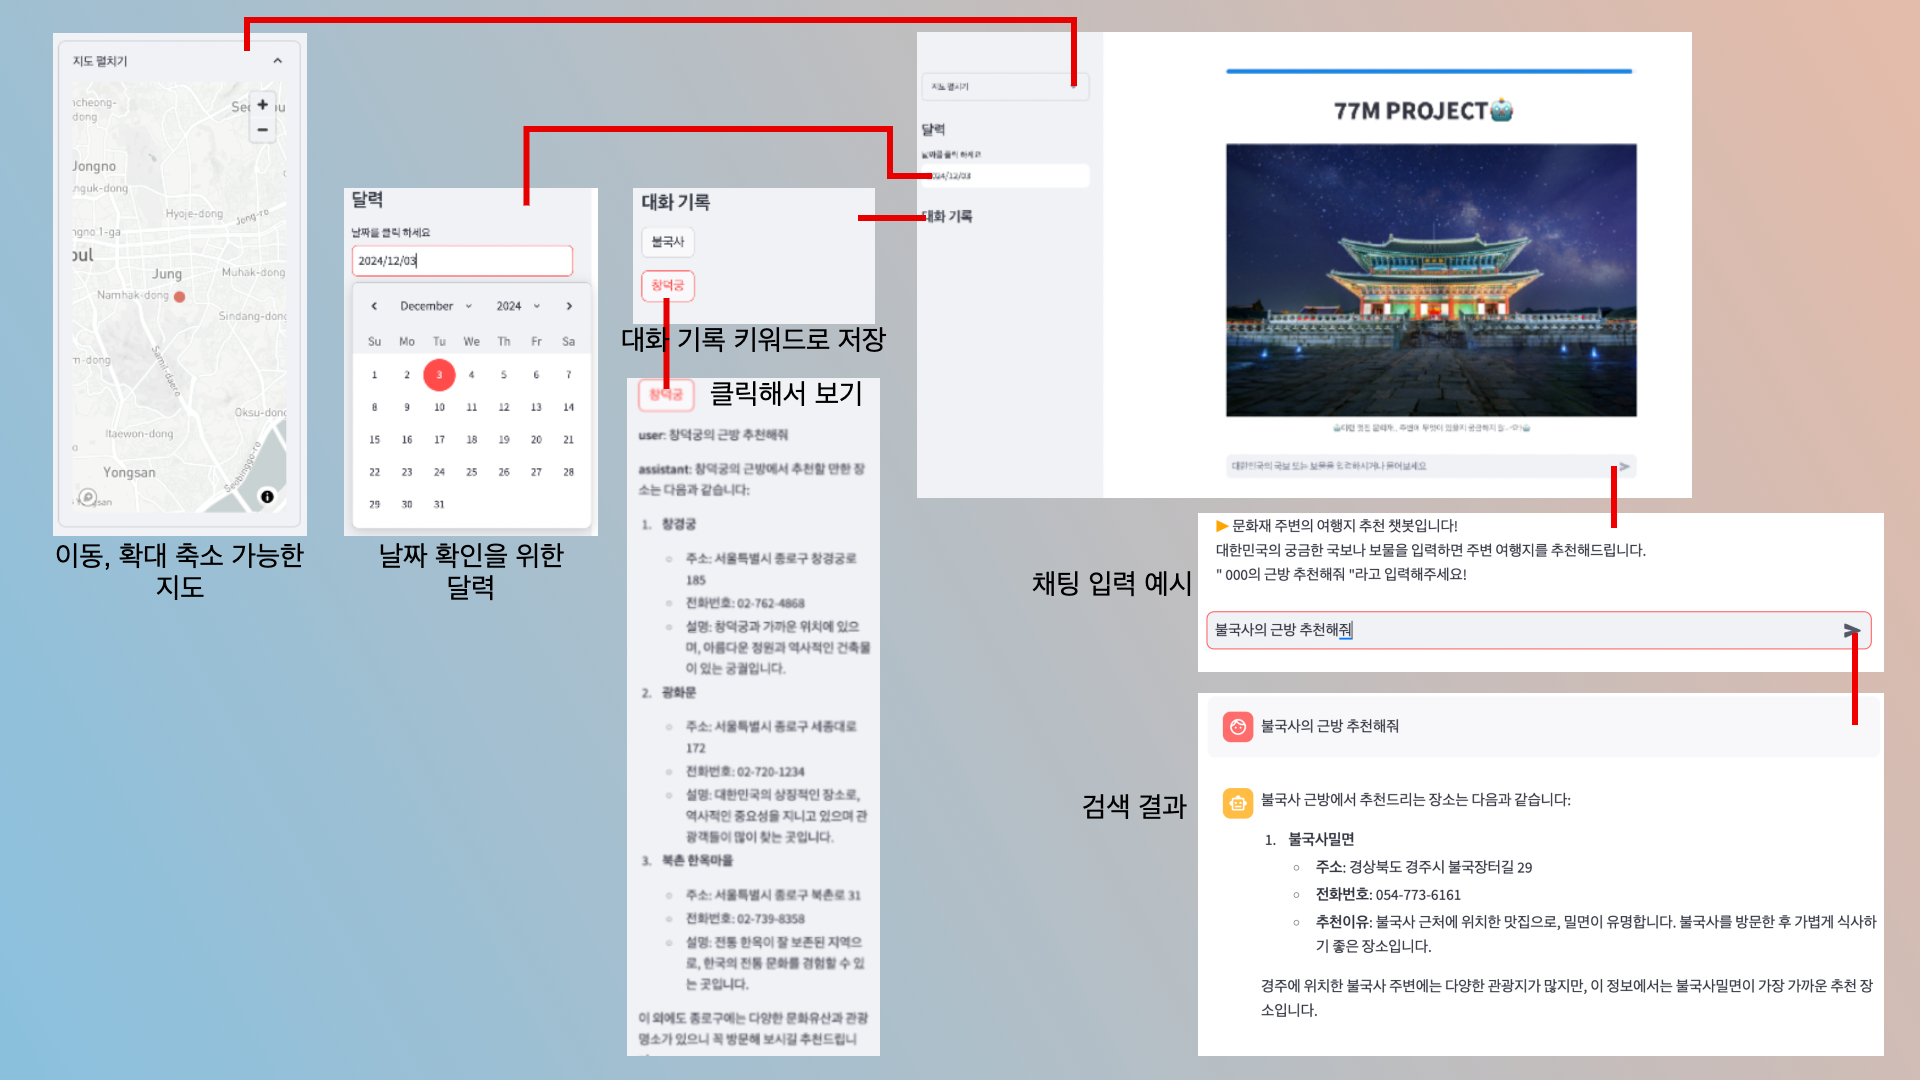 지도 펼치기
ncheong-
dong
Jongno
nguk-dong
Hyoje-dong
Jong-ro
ngno 1-ga
oul
Jung
Muhak-dong
Namhak-dong
Sindang-dong
m-dong
Samil-daero
Oksu-dong
Itaewon-dong
Yongsan
이동, 확대 축소 가능한
지도
달력
날짜를 클릭 하세요
2024/12/03
December 2024
Su Mo Tu We Th Fr Sa
1 2 3 4 5 6 7
8 9 10 11 12 13 14
15 16 17 18 19 20 21
22 23 24 25 26 27 28
29 30 31
날짜 확인을 위한
달력
대화 기록
불국사
창덕궁
대화 기록 키워드로 저장
창덕궁 클릭해서 보기
user: 창덕궁의 근방 추천해줘
assistant: 창덕궁의 근방에서 추천할 만한 장
소는 다음과 같습니다:
1. 창경궁
주소: 서울특별시 종로구 창경궁로
185
전화번호: 02-762-4868
설명: 창덕궁과 가까운 위치에 있으
며, 아름다운 정원과 역사적인 건축물
이 있는 궁궐입니다.
2. 광화문
주소: 서울특별시 종로구 세종대로
172
전화번호: 02-720-1234
설명: 대한민국의 상징적인 장소로,
역사적인 중요성을 지니고 있으며 관
광객들이 많이 찾는 곳입니다.
3. 북촌 한옥마을
주소: 서울특별시 종로구 북촌로 31
전화번호: 02-739-8358
설명: 전통 한옥이 잘 보존된 지역으
로, 한국의 전통 문화를 경험할 수 있
는 곳입니다.
이 외에도 종로구에는 다양한 문화유산과 관광
명소가 있으니 꼭 방문해 보시길 추천드립니
지도 펼치기
달력
날짜를 클릭 하세요
2024/12/03
대화 기록
77M PROJECT
대한민국의 국보 또는 보물을 입력하시거나 물어보세요
채팅 입력 예시
문화재 주변의 여행지 추천 챗봇입니다!
대한민국의 궁금한 국보나 보물을 입력하면 주변 여행지를 추천해드립니다.
" 000의 근방 추천해줘 "라고 입력해주세요!
불국사의 근방 추천해줘
검색 결과
불국사의 근방 추천해줘
불국사 근방에서 추천드리는 장소는 다음과 같습니다:
1. 불국사밀면
주소: 경상북도 경주시 불국장터길 29
전화번호: 054-773-6161
추천이유: 불국사 근처에 위치한 맛집으로, 밀면이 유명합니다. 불국사를 방문한 후 가볍게 식사하
기 좋은 장소입니다.
경주에 위치한 불국사 주변에는 다양한 관광지가 많지만, 이 정보에서는 불국사밀면이 가장 가까운 추천 장
소입니다.